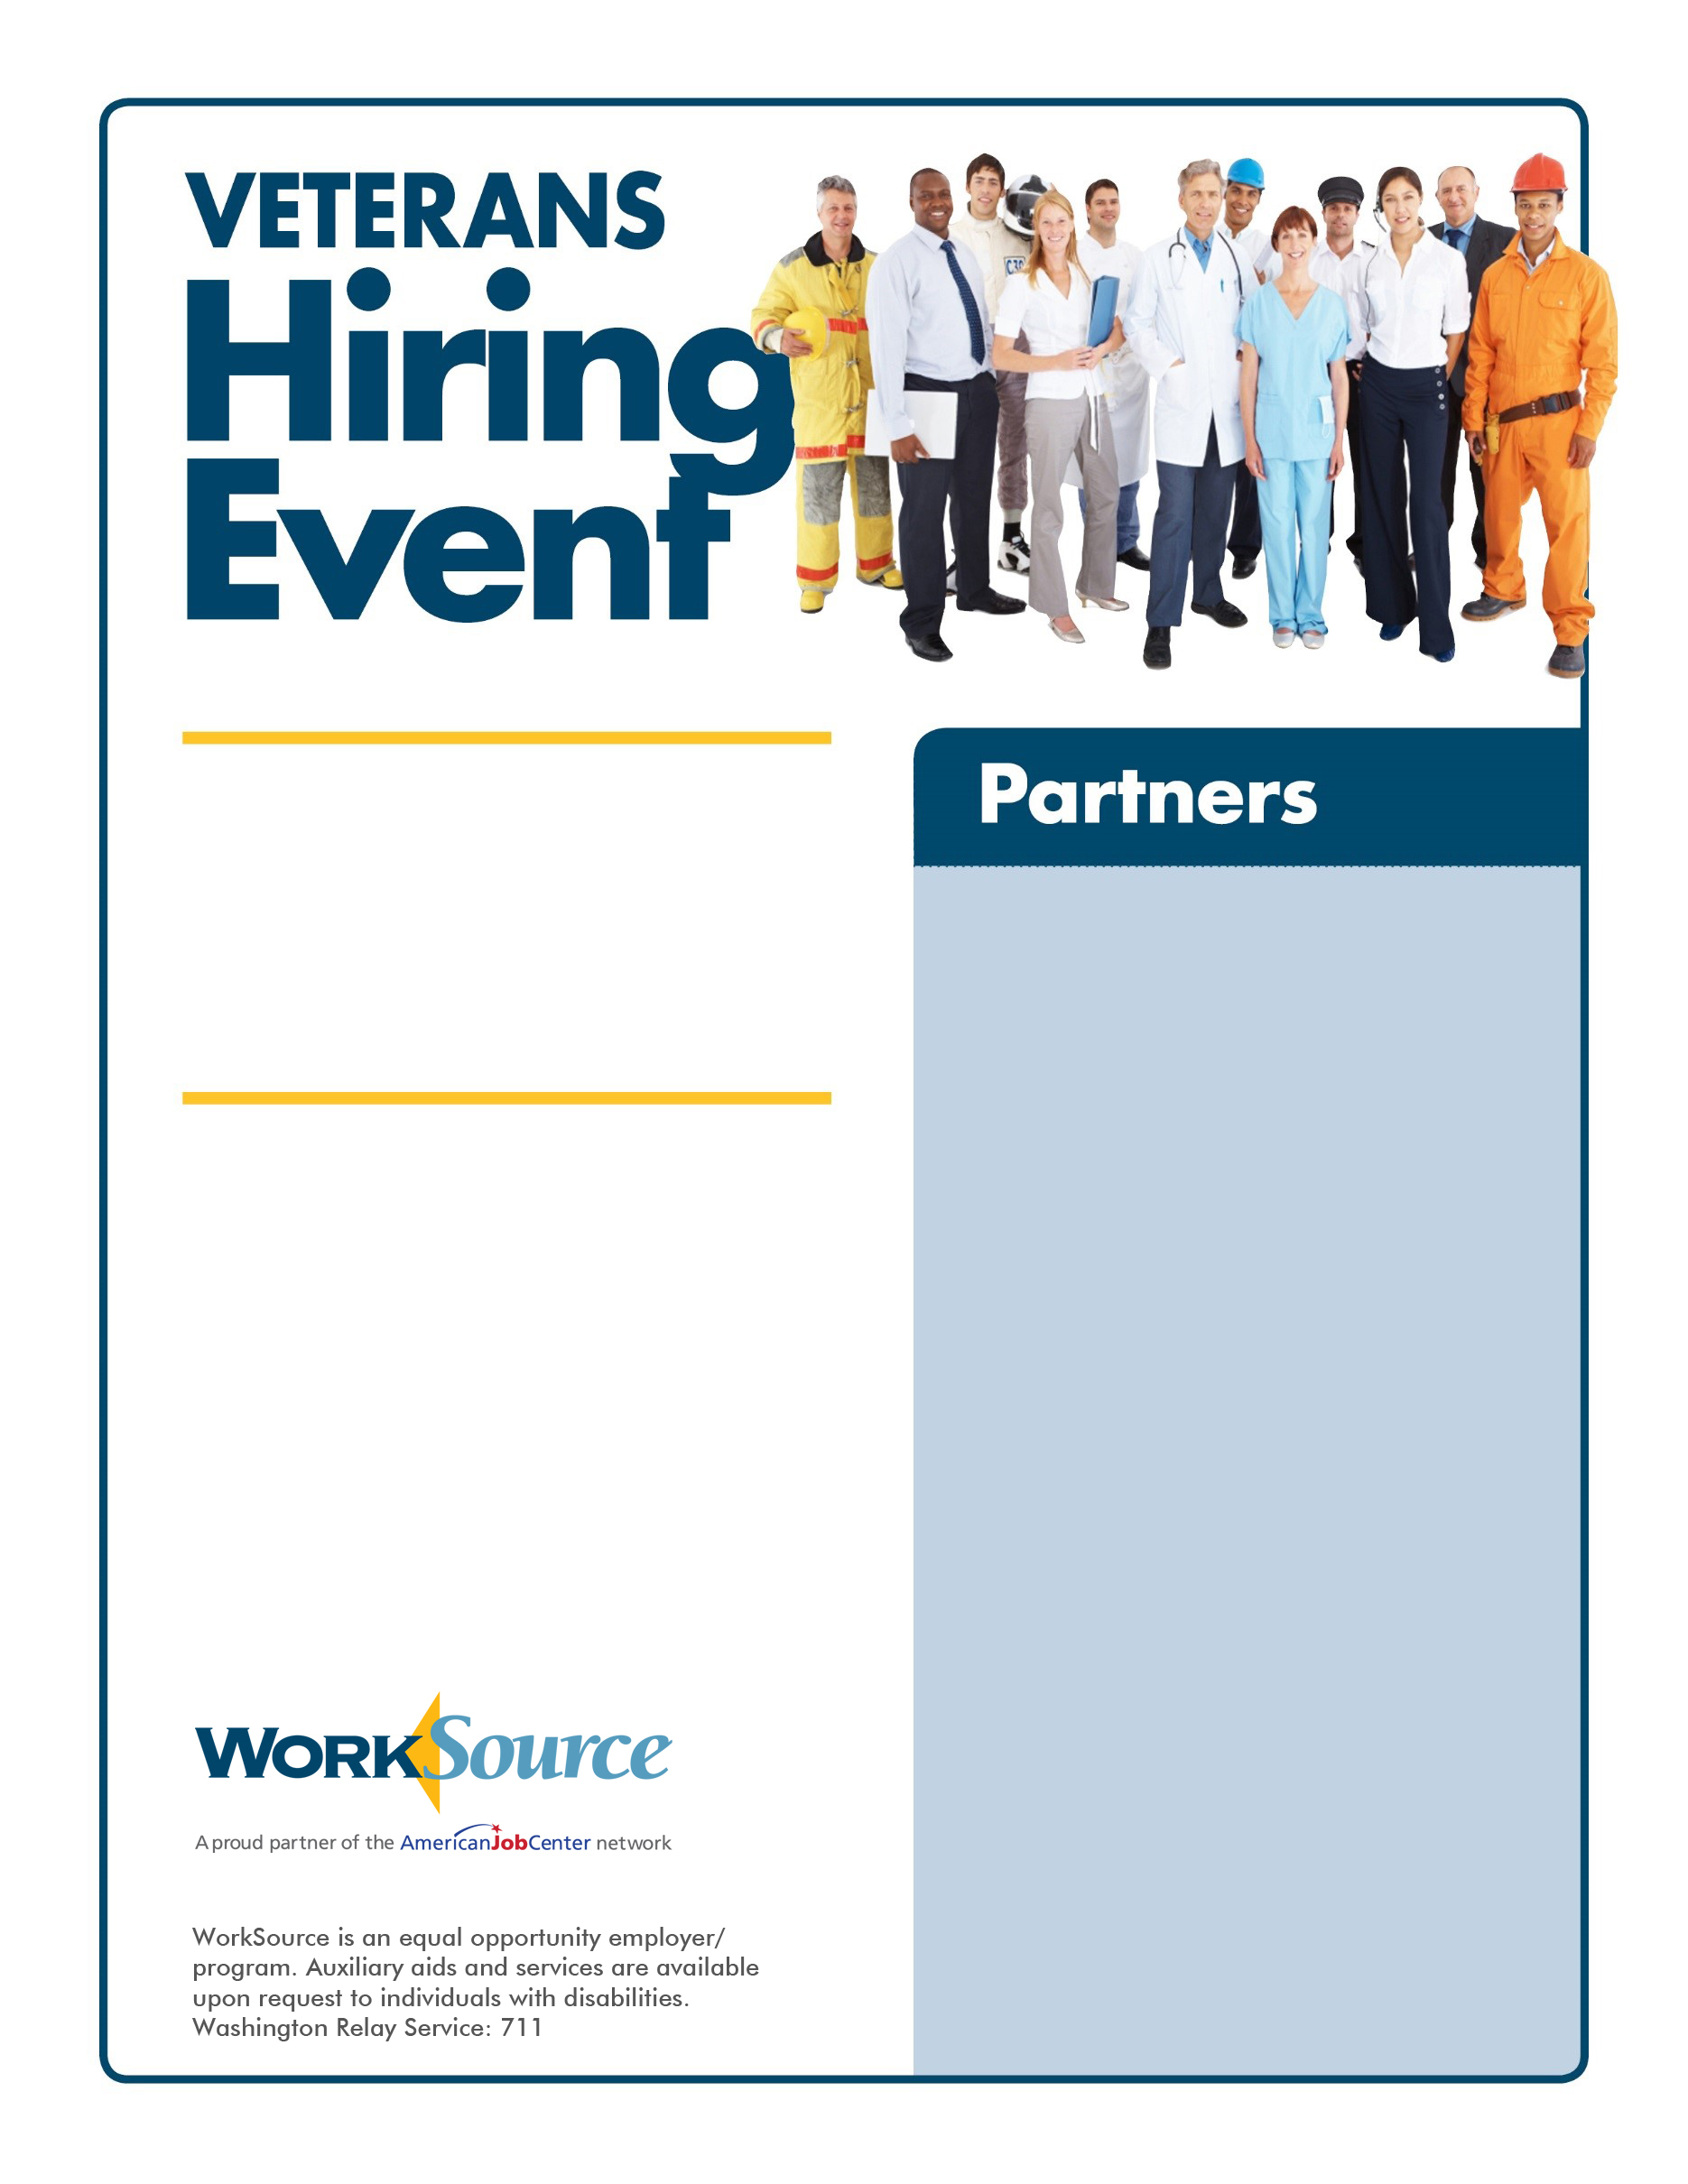 VETERANS
Hiring
Event
Partners
WORKSource
A proud partner of the AmericanJobCenter network
WorkSource is an equal opportunity employer/
program. Auxiliary aids and services are available
upon request to individuals with disabilities.
Washington Relay Service: 711